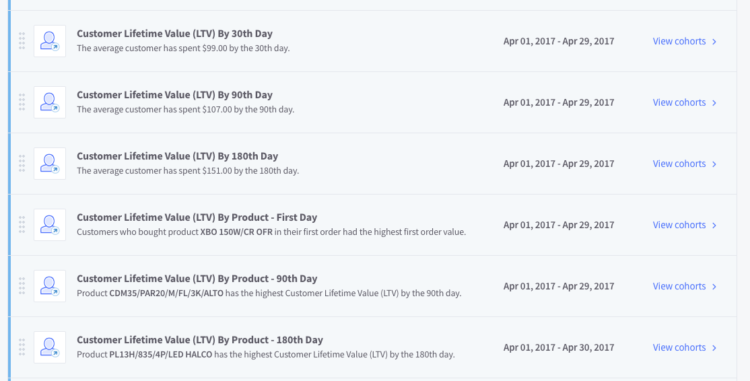 Customer Lifetime Value (LTV) By 30th Day
The average customer has spent $99.00 by the 30th day.
Apr 01, 2017 - Apr 29, 2017
View cohorts
Customer Lifetime Value (LTV) By 90th Day
The average customer has spent $107.00 by the 90th day.
Apr 01, 2017 - Apr 29, 2017
View cohorts
Customer Lifetime Value (LTV) By 180th Day
The average customer has spent $151.00 by the 180th day.
Apr 01, 2017 - Apr 29, 2017
View cohorts
Customer Lifetime Value (LTV) By Product - First Day
Customers who bought product XBO 150W/CR OFR in their first order had the highest first order value.
Apr 01, 2017 - Apr 29, 2017
View cohorts
Customer Lifetime Value (LTV) By Product - 90th Day
Product CDM35/PAR20/M/FL/3K/ALTO has the highest Customer Lifetime Value (LTV) by the 90th day.
Apr 01, 2017 - Apr 29, 2017
View cohorts
Customer Lifetime Value (LTV) By Product - 180th Day
Product PL13H/835/4P/LED HALCO has the highest Customer Lifetime Value (LTV) by the 180th day.
Apr 01, 2017 - Apr 30, 2017
View cohorts